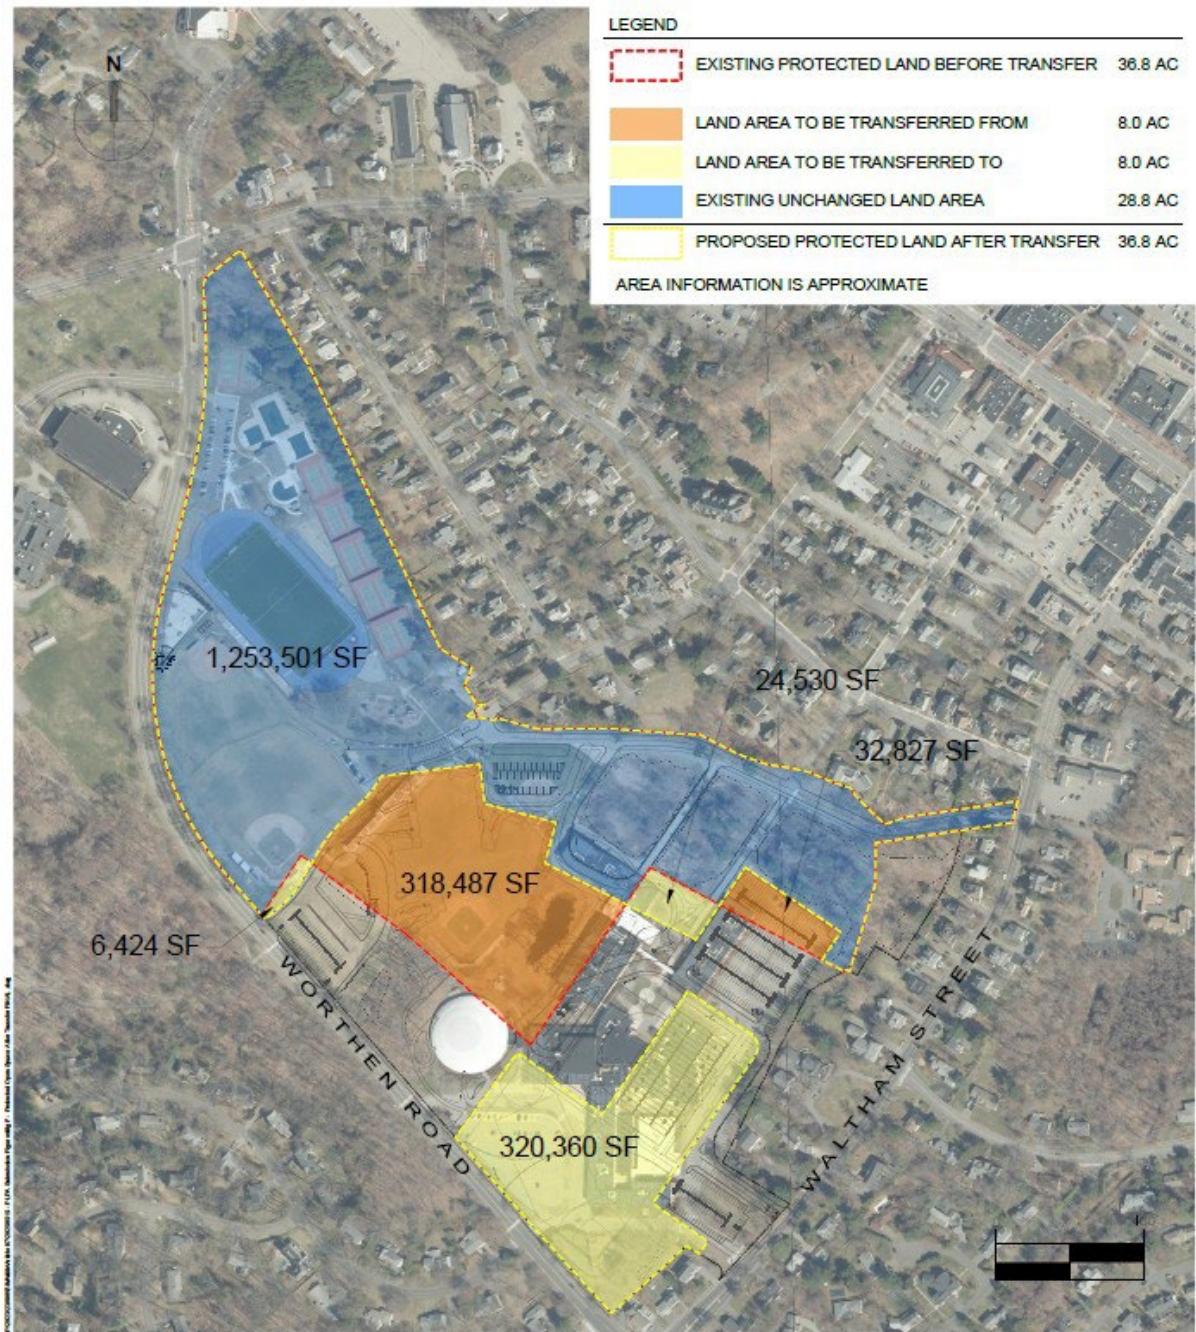 LEGEND
EXISTING PROTECTED LAND BEFORE TRANSFER 36.8 AC
LAND AREA TO BE TRANSFERRED FROM 8.0 AC
LAND AREA TO BE TRANSFERRED TO 8.0 AC
EXISTING UNCHANGED LAND AREA 28.8 AC
PROPOSED PROTECTED LAND AFTER TRANSFER 36.8 AC
AREA INFORMATION IS APPROXIMATE
N
1,253,501 SF
24,530 SF
32,827 SF
318,487 SF
6,424 SF
WORTHEN ROAD
WALTHAM STREET
320,360 SF